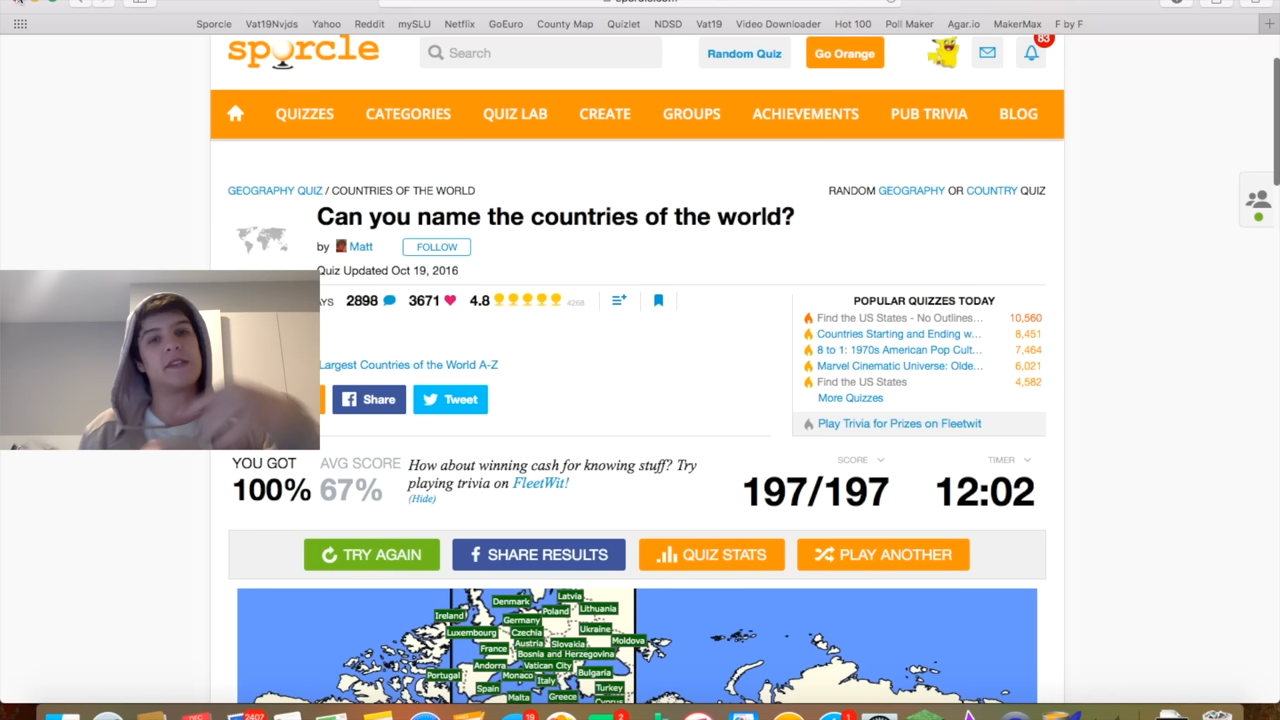 Sporcle Vat19Nvjds Yahoo Reddit mySLU Netflix GoEuro County Map Quizlet NDSD Vat19 Video Downloader Hot 100 Poll Maker Agar.io MakerMax F by F
sporcle
Search
Random Quiz
Go Orange
83
QUIZZES CATEGORIES QUIZ LAB CREATE GROUPS ACHIEVEMENTS PUB TRIVIA BLOG
GEOGRAPHY QUIZ / COUNTRIES OF THE WORLD
RANDOM GEOGRAPHY OR COUNTRY QUIZ
Can you name the countries of the world?
by Matt FOLLOW
Quiz Updated Oct 19, 2016
2898 3671 4.8 4268
Largest Countries of the World A-Z
Share Tweet
POPULAR QUIZZES TODAY
Find the US States - No Outlines... 10,560
Countries Starting and Ending w... 8,451
8 to 1: 1970s American Pop Cult... 7,464
Marvel Cinematic Universe: Olde... 6,021
Find the US States 4,582
More Quizzes
Play Trivia for Prizes on Fleetwit
YOU GOT
100%
AVG SCORE
67%
How about winning cash for knowing stuff? Try
playing trivia on FleetWit!
(Hide)
SCORE
197/197
TIMER
12:02
TRY AGAIN SHARE RESULTS QUIZ STATS PLAY ANOTHER
Latvia
Denmark
Lithuania
Poland
Ireland
Germany
Ukraine
Luxembourg
Czechia
Moldova
Austria
Slovakia
France
Bosnia and Herzegovina
Andorra
Vatican City
Bulgaria
Portugal
Monaco
Italy
Spain
Turkey
Malta
Greece
DEC
2407
19
2
1